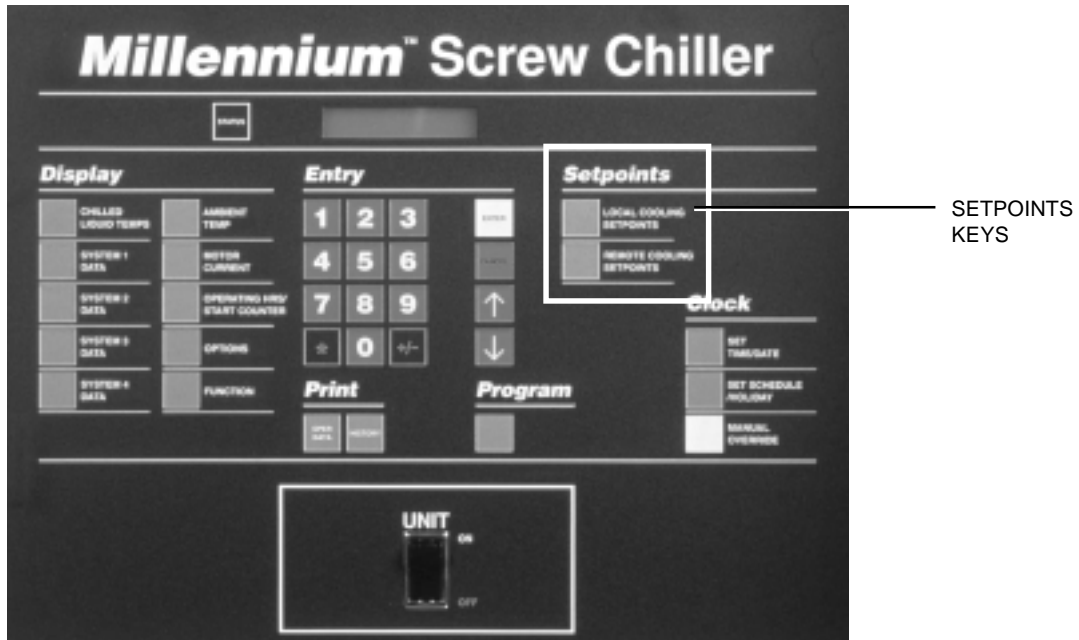 Millennium™ Screw Chiller
STATUS
Display
CHILLED
LIQUID TEMPS
SYSTEM 1
DATA
SYSTEM 2
DATA
SYSTEM 3
DATA
SYSTEM 4
DATA
AMBIENT
TEMP
MOTOR
CURRENT
OPERATING HRS/
START COUNTER
OPTIONS
FUNCTION
Entry
1 2 3
4 5 6
7 8 9
0 +/-
ENTER
↑
↓
Print
OPER
DATA
HISTORY
Program
Setpoints
LOCAL COOLING
SETPOINTS
REMOTE COOLING
SETPOINTS
SETPOINTS
KEYS
Clock
SET
TIME/DATE
SET SCHEDULE
/HOLIDAY
MANUAL
OVERRIDE
UNIT
ON
OFF